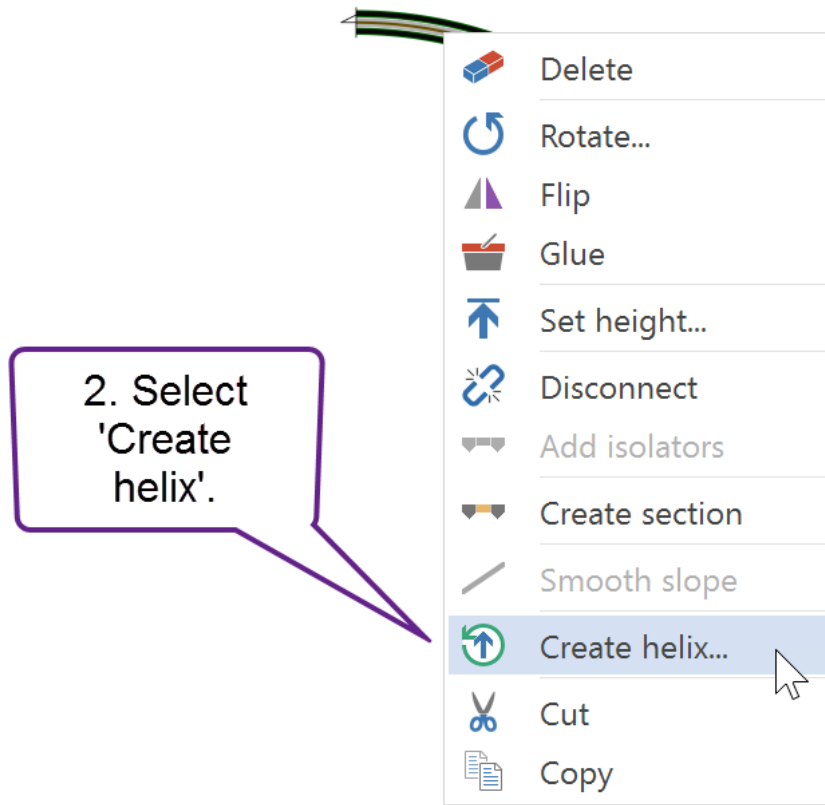 Delete
Rotate...
Flip
Glue
Set height...
2. Select
'Create
helix'.
Disconnect
Add isolators
Create section
Smooth slope
Create helix...
Cut
Copy